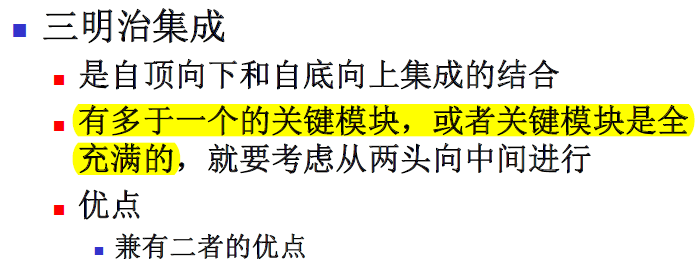 三明治集成
是自顶向下和自底向上集成的结合
有多于一个的关键模块，或者关键模块是全
充满的，就要考虑从两头向中间进行
优点
兼有二者的优点